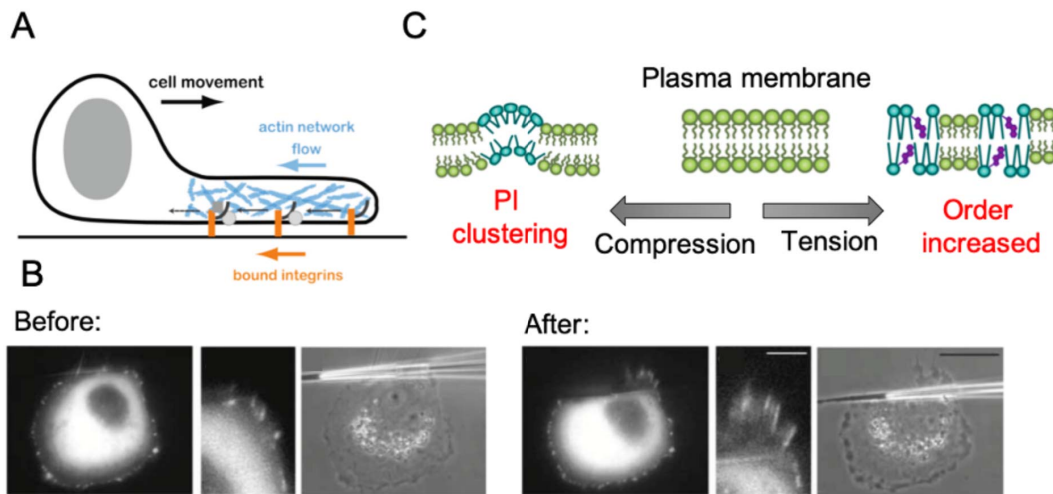 A
cell movement
actin network
flow
bound integrins
B
Before:
After:
C
Plasma membrane
PI
clustering
Compression
Tension
Order
increased